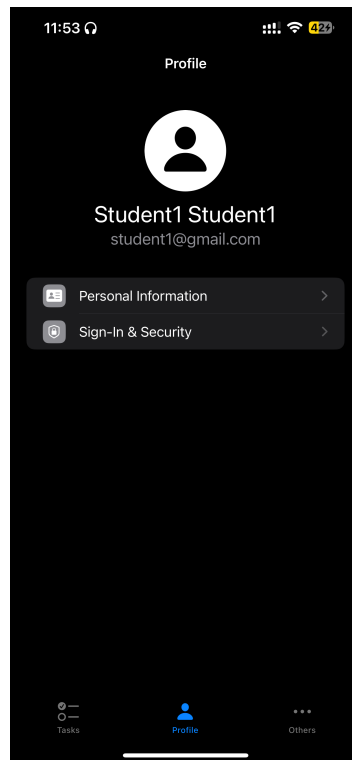 11:53
42
Profile
Student1 Student1
student1@gmail.com
Personal Information
Sign-In & Security
Tasks
Profile
Others